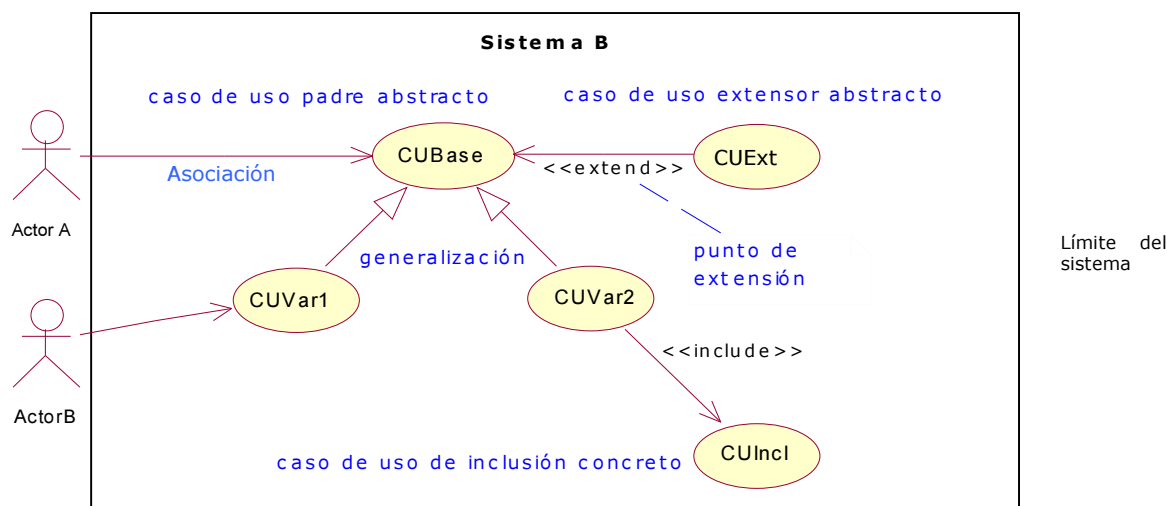 Sistema B
caso de uso padre abstracto
caso de uso extensor abstracto
CUBase
CUExt
<<extend>>
Asociación
Actor A
generalización
punto de
extensión
Límite del
sistema
CUVar1
CUVar2
<<include>>
ActorB
CUIncl
caso de uso de inclusión concreto